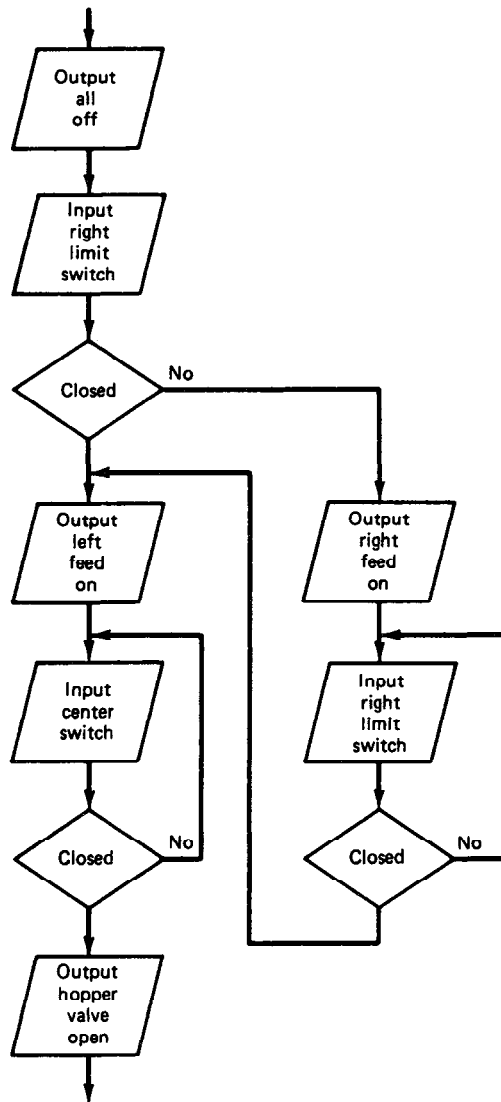 Output
all
off
Input
right
limit
switch
Closed
No
Output
left
feed
on
Input
center
switch
Closed
No
Output
hopper
valve
open
Output
right
feed
on
Input
right
limit
switch
Closed
No